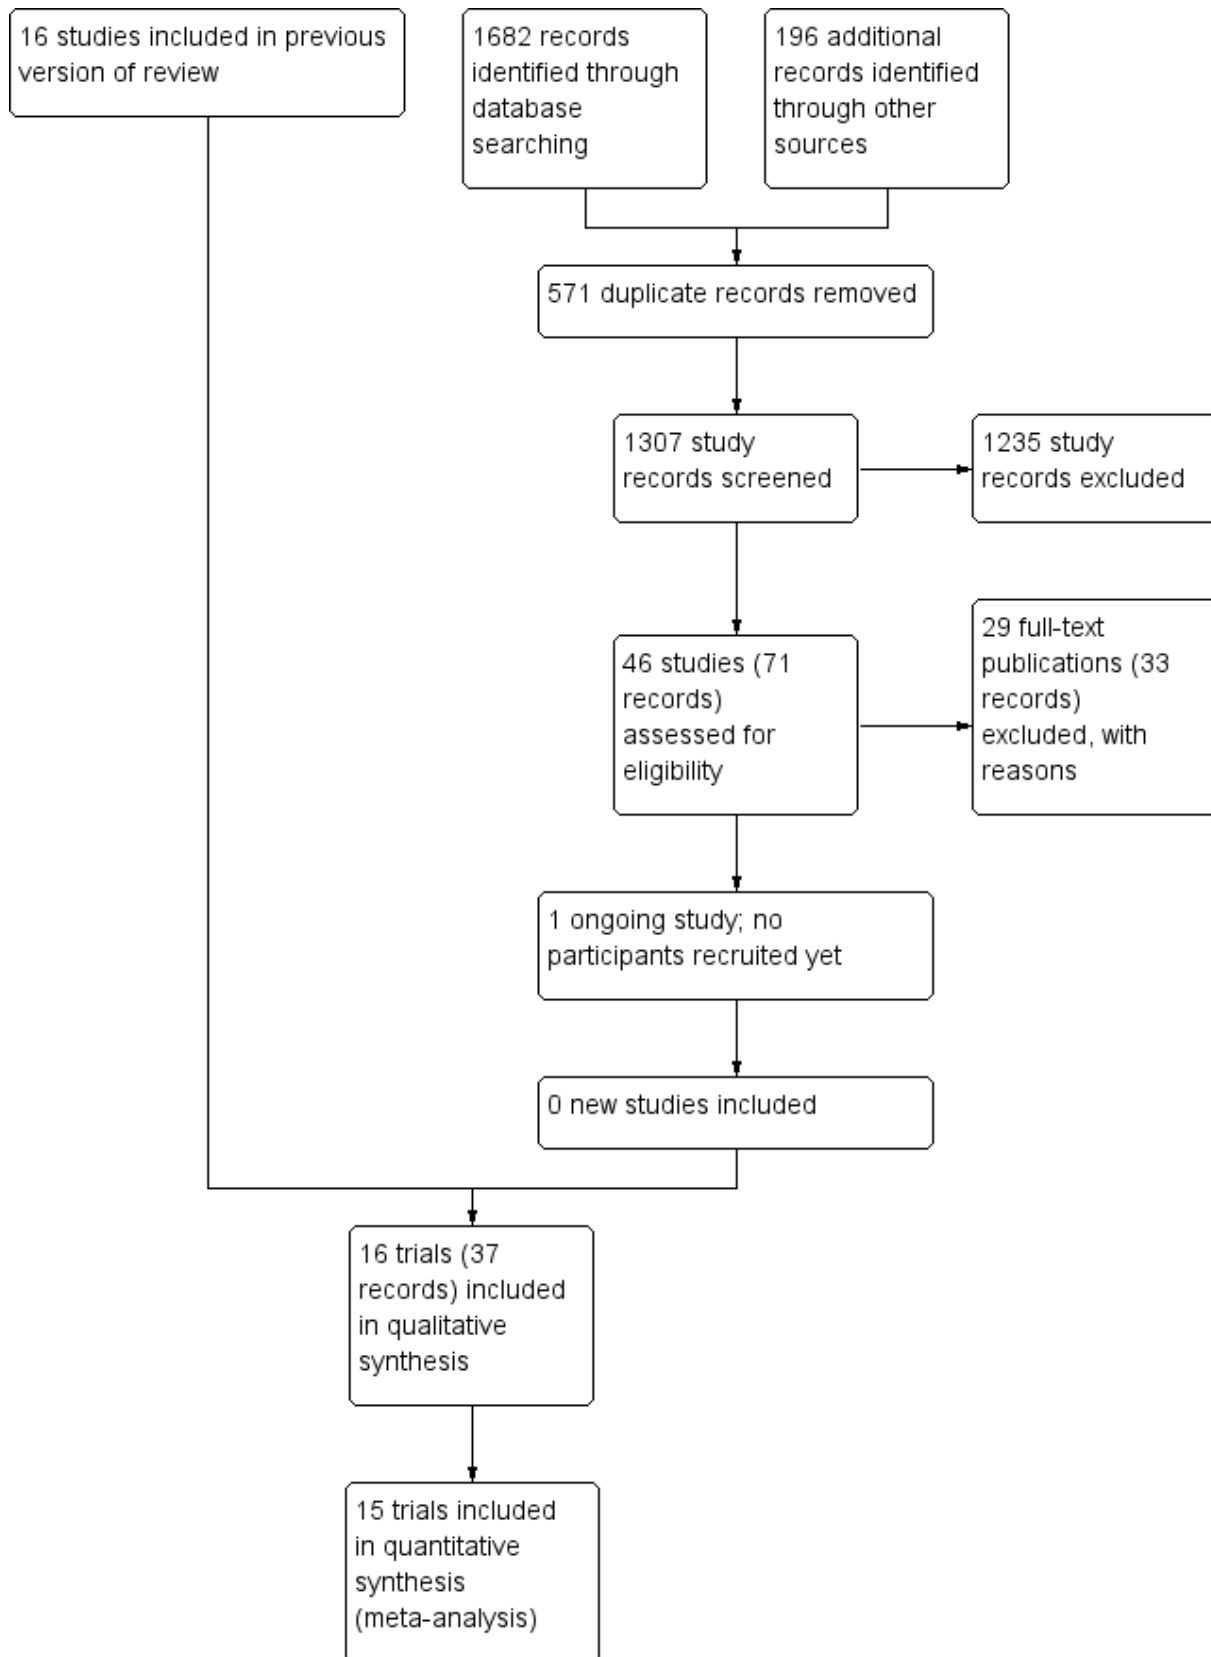 16 studies included in previous
version of review
1682 records
identified through
database
searching
196 additional
records identified
through other
sources
571 duplicate records removed
1307 study
records screened
1235 study
records excluded
46 studies (71
records)
assessed for
eligibility
29 full-text
publications (33
records)
excluded, with
reasons
1 ongoing study; no
participants recruited yet
0 new studies included
16 trials (37
records) included
in qualitative
synthesis
15 trials included
in quantitative
synthesis
(meta-analysis)